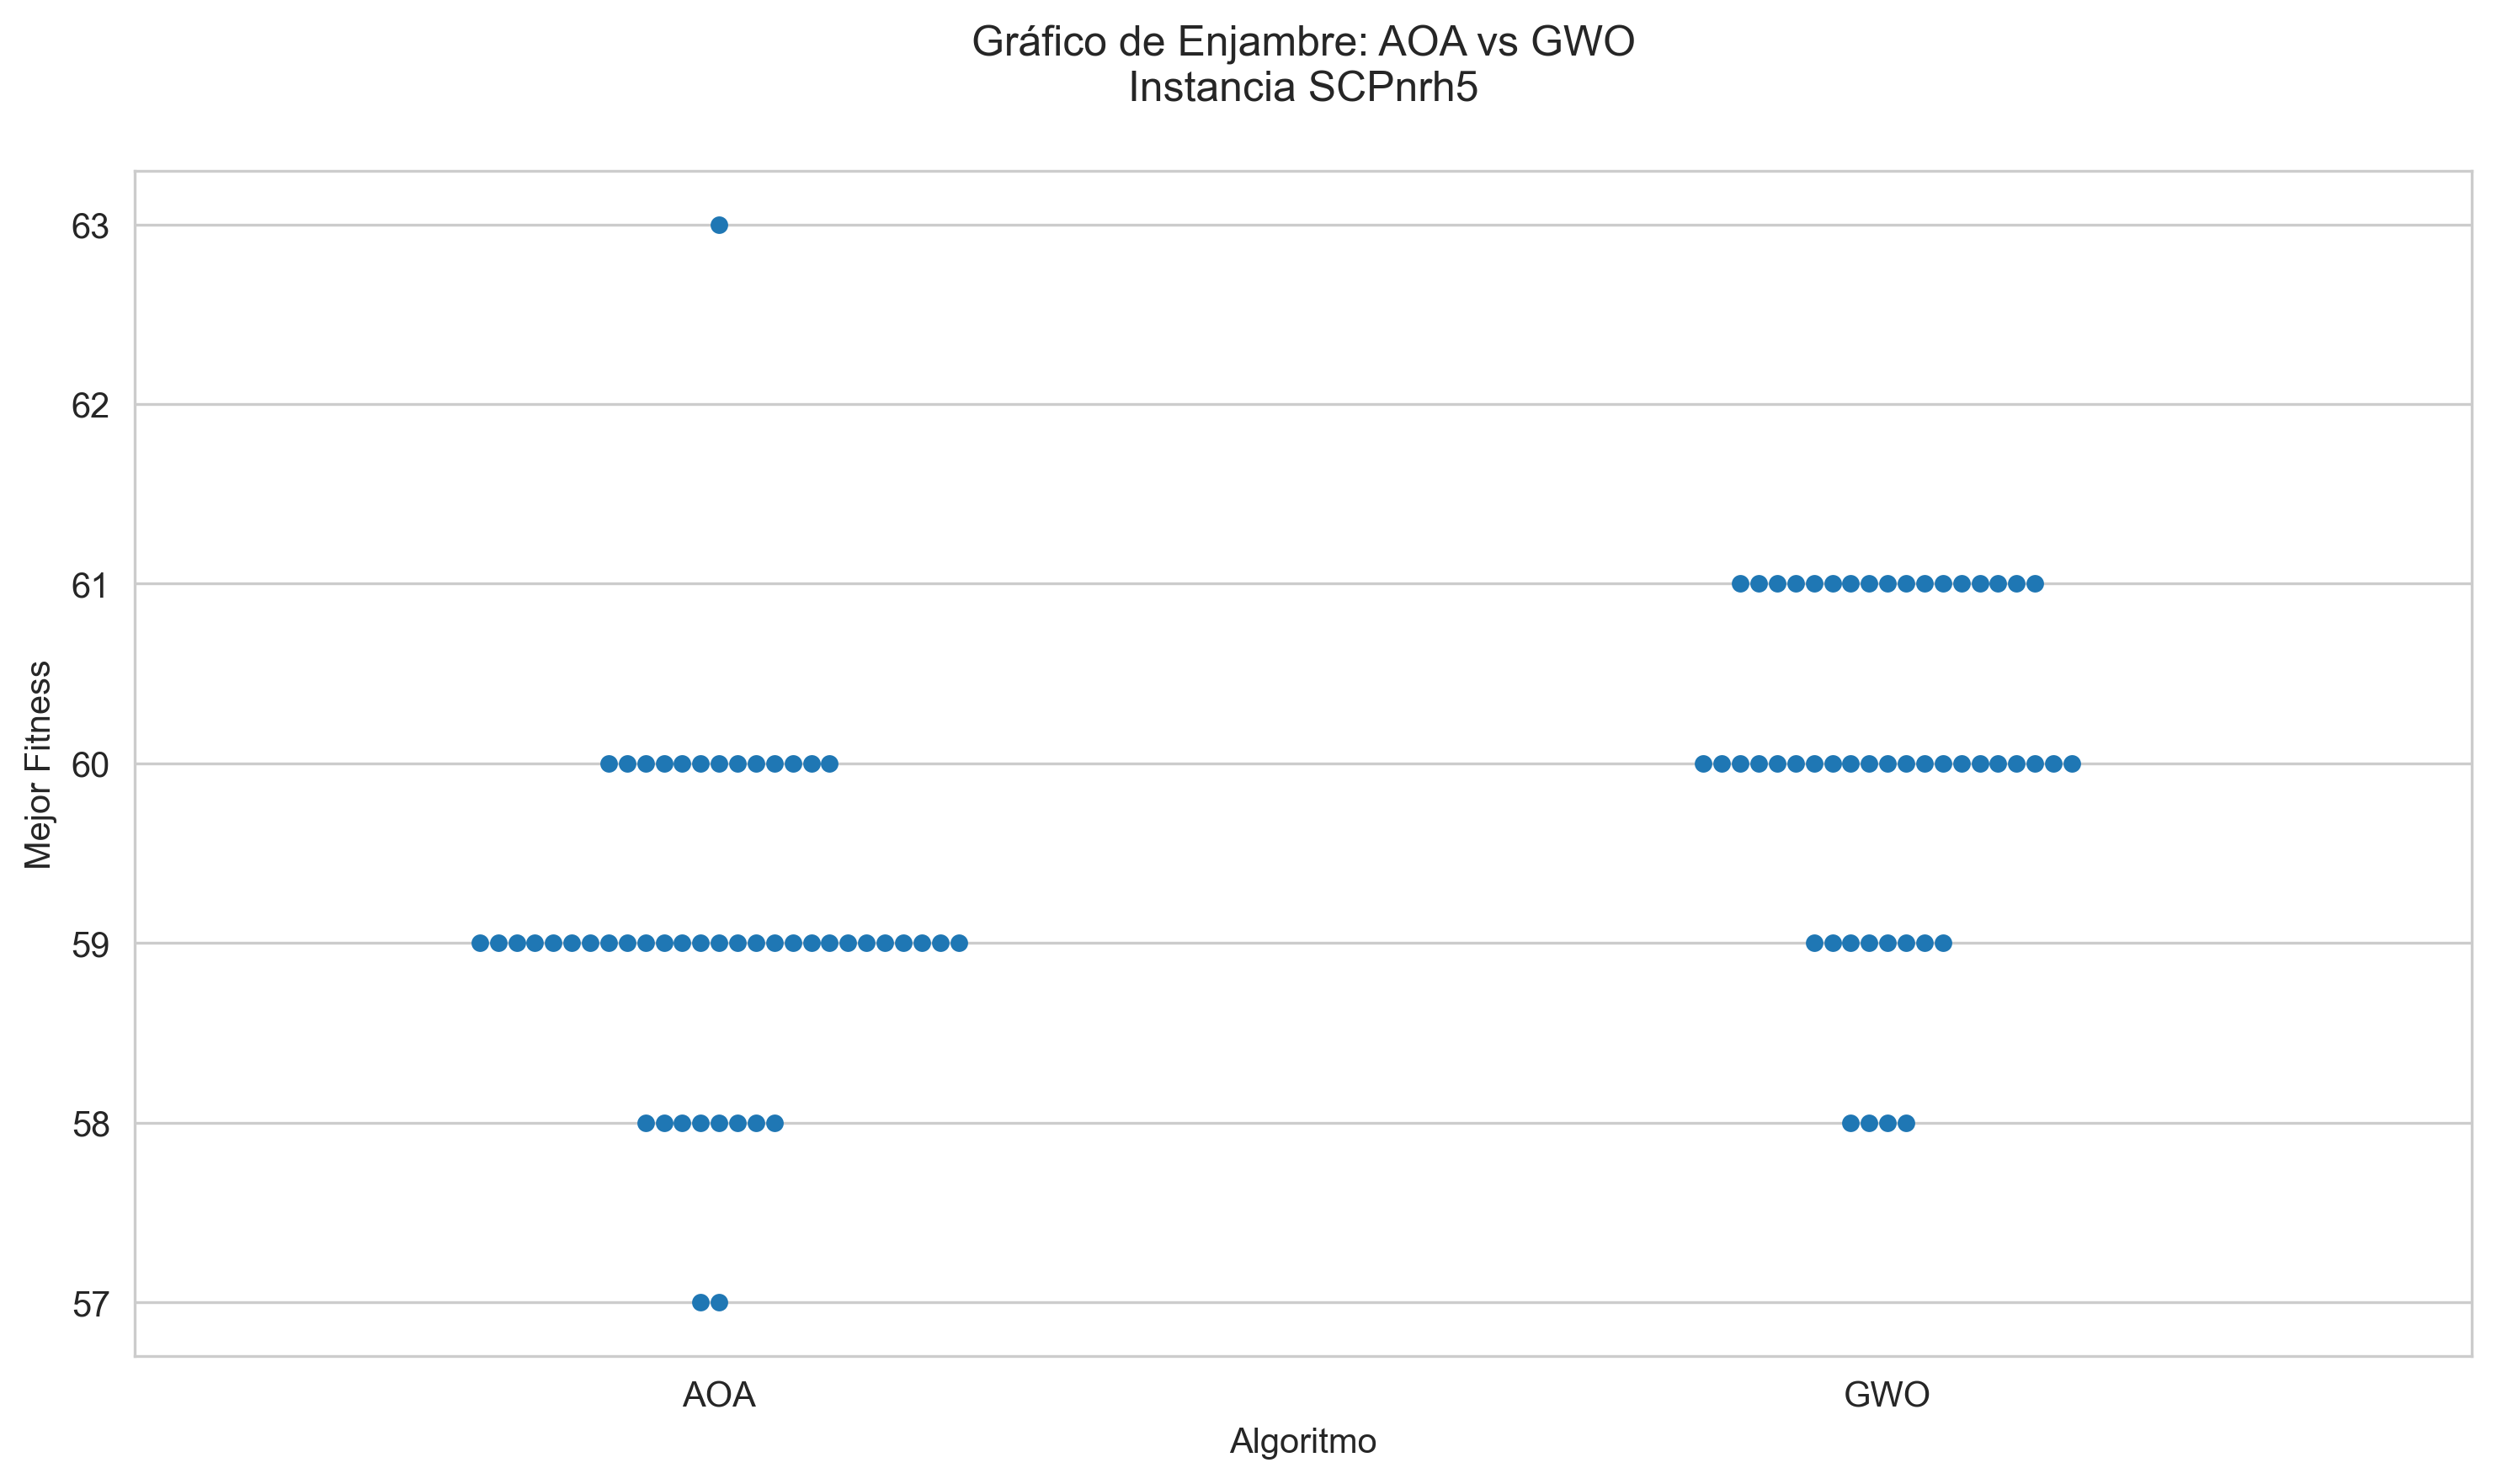 Gráfico de Enjambre: AOA vs GWO
Instancia SCPnrh5
63
62
61
60
59
58
57
Mejor Fitness
AOA
GWO
Algoritmo